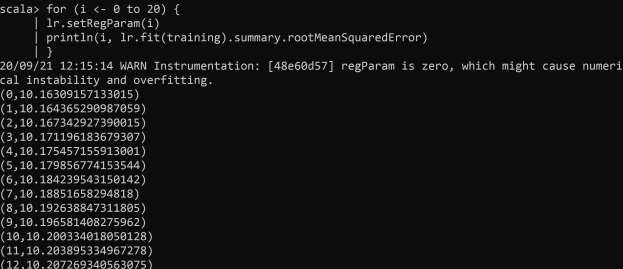 scala> for (i <- 0 to 20) {
     | lr.setRegParam(i)
     | println(i, lr.fit(training).summary.rootMeanSquaredError)
     | }
20/09/21 12:15:14 WARN Instrumentation: [48e60d57] regParam is zero, which might cause numeri
cal instability and overfitting.
(0,10.16309157133015)
(1,10.164365290987059)
(2,10.167342927390015)
(3,10.171196183679307)
(4,10.175457155913001)
(5,10.179856774153544)
(6,10.184239543150142)
(7,10.18851658294818)
(8,10.192638847311805)
(9,10.196581408275962)
(10,10.200334018050128)
(11,10.203895334967278)
(12,10.207269340563075)